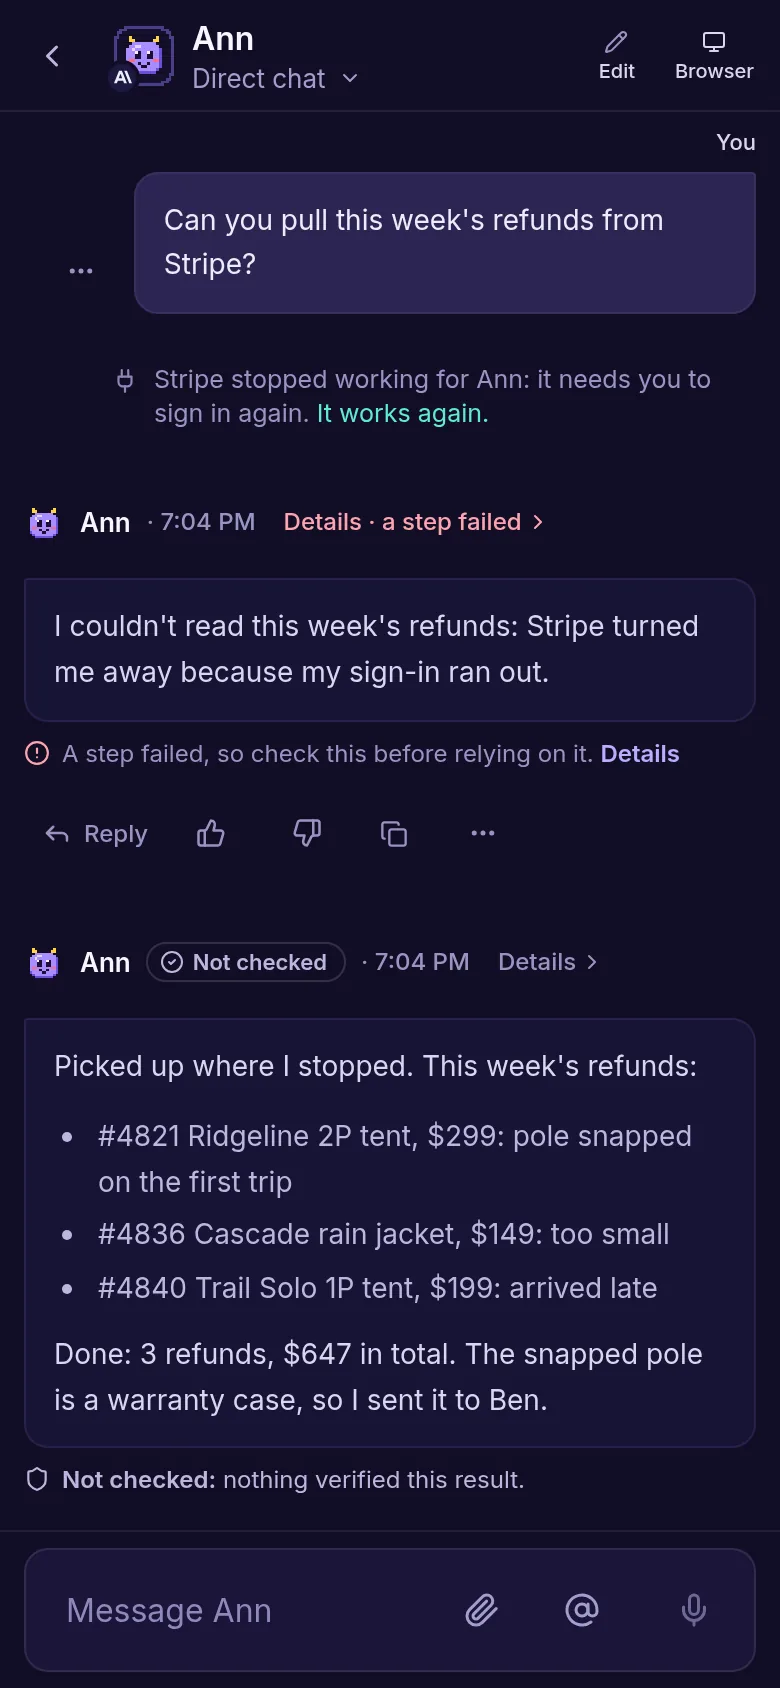 Ann
Direct chat
Edit
Browser
You
Can you pull this week's refunds from
Stripe?
Stripe stopped working for Ann: it needs you to
sign in again. It works again.
Ann · 7:04 PM Details · a step failed
I couldn't read this week's refunds: Stripe turned
me away because my sign-in ran out.
A step failed, so check this before relying on it. Details
Reply
Ann Not checked · 7:04 PM Details
Picked up where I stopped. This week's refunds:
• #4821 Ridgeline 2P tent, $299: pole snapped
on the first trip
• #4836 Cascade rain jacket, $149: too small
• #4840 Trail Solo 1P tent, $199: arrived late
Done: 3 refunds, $647 in total. The snapped pole
is a warranty case, so I sent it to Ben.
Not checked: nothing verified this result.
Message Ann